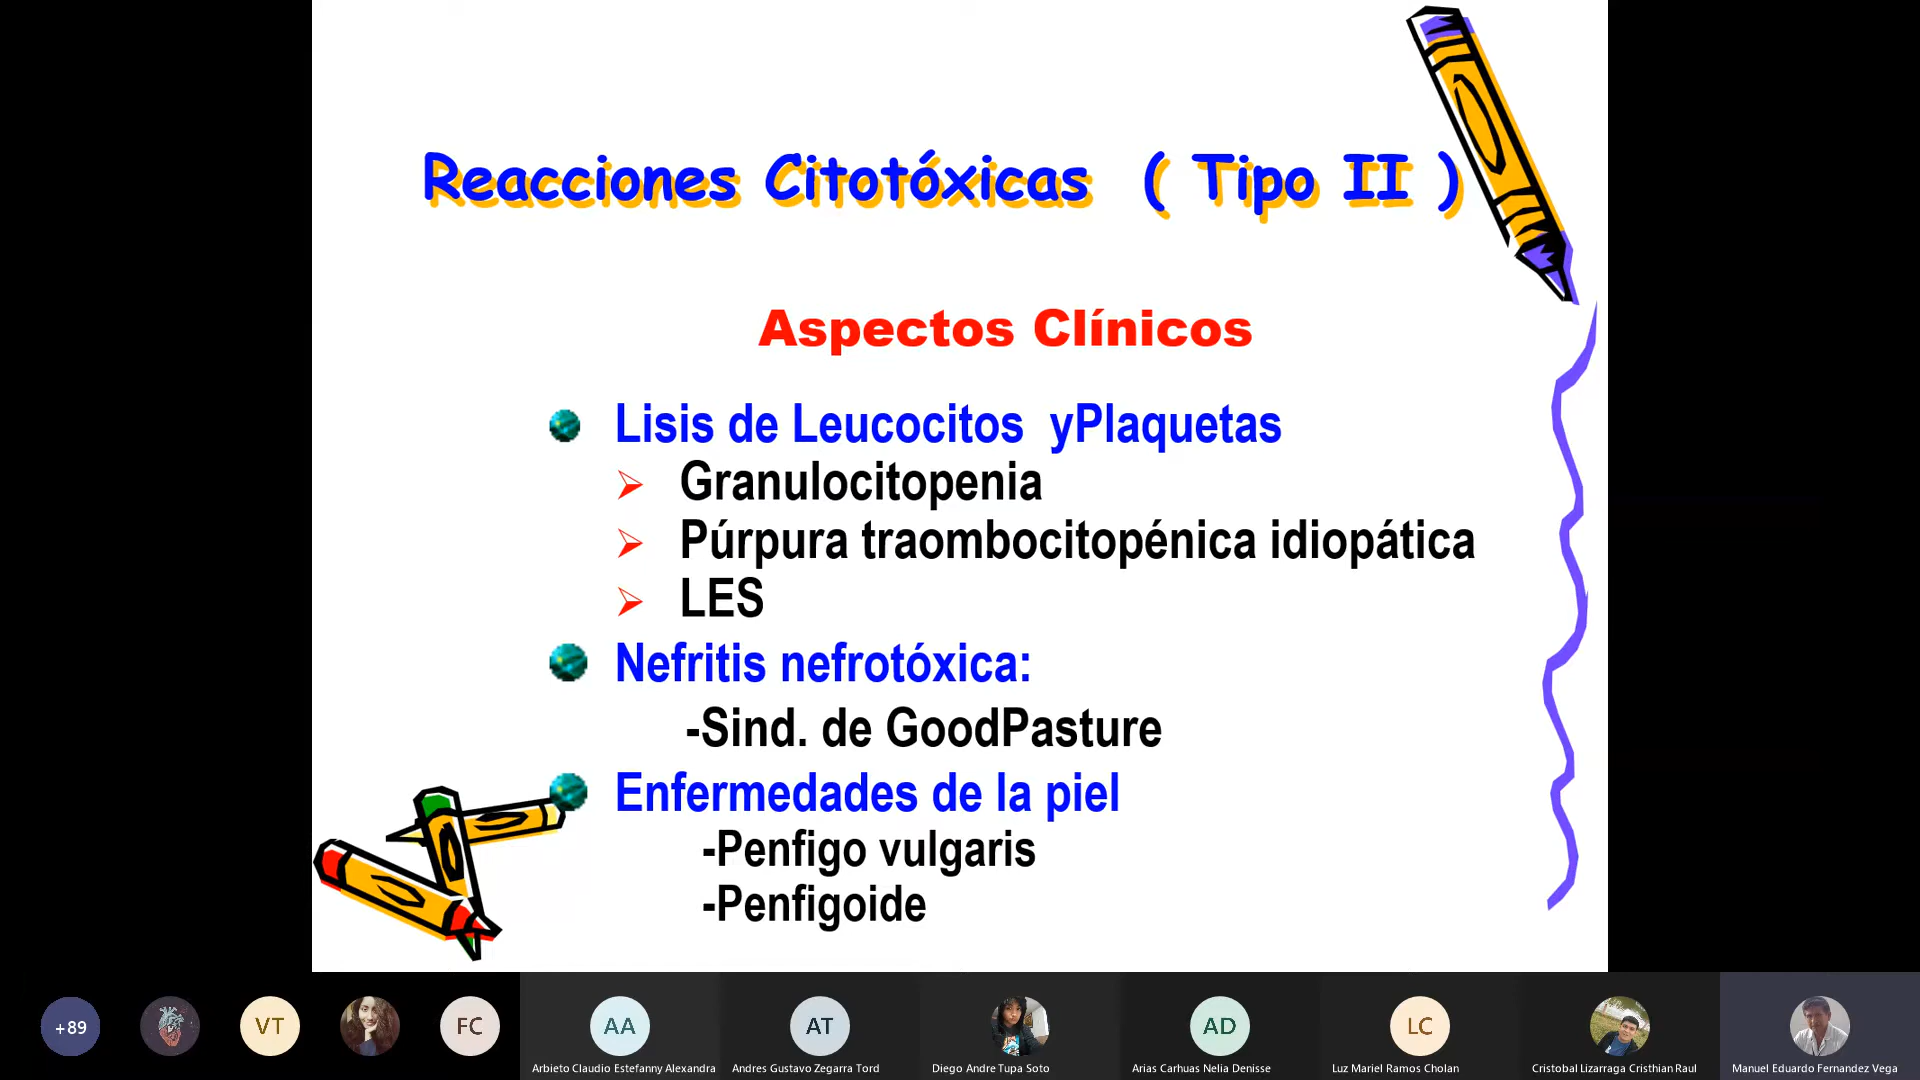 Reacciones Citotóxicas ( Tipo II )
Aspectos Clínicos
Lisis de Leucocitos yPlaquetas
Granulocitopenia
Púrpura traombocitopénica idiopática
LES
Nefritis nefrotóxica:
-Sind. de GoodPasture
Enfermedades de la piel
-Penfigo vulgaris
-Penfigoide
+89
VT
FC
AA
AT
AD
LC
Arbieto Claudio Estefanny Alexandra
Andres Gustavo Zegarra Tord
Diego Andre Tupa Soto
Arias Carhuas Nelia Denisse
Luz Mariel Ramos Cholan
Cristobal Lizarraga Cristhian Raul
Manuel Eduardo Fernandez Vega